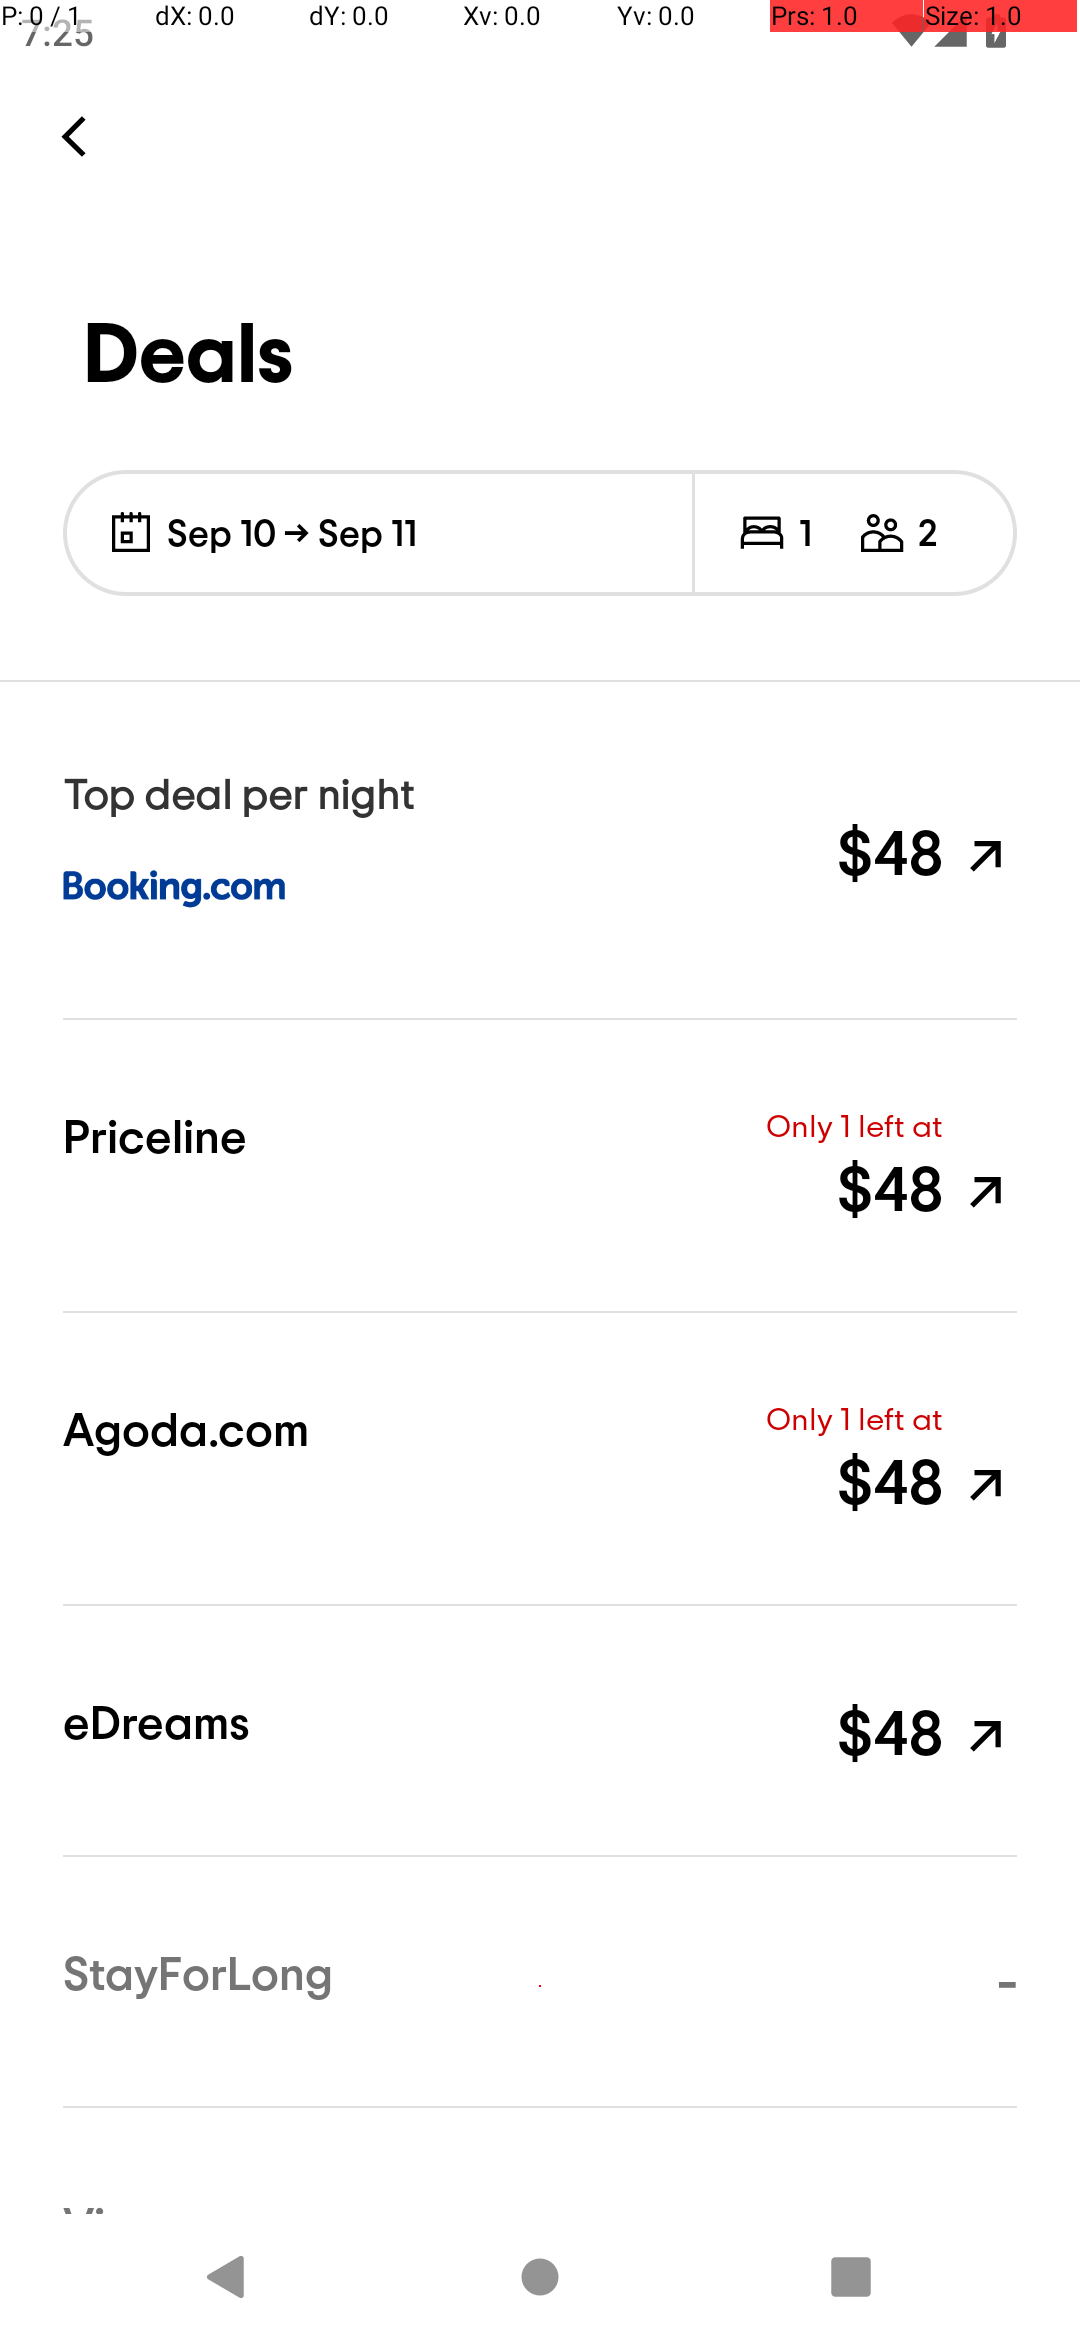 P: 0 / 1 dX: 0.0 dY: 0.0 Xv: 0.0 Yv: 0.0 Prs: 1.0 Size: 1.0
7:25
Deals
Sep 10 → Sep 11 1 2
Top deal per night
Booking.com
$48
Priceline
Only 1 left at
$48
Agoda.com
Only 1 left at
$48
eDreams
$48
StayForLong
-